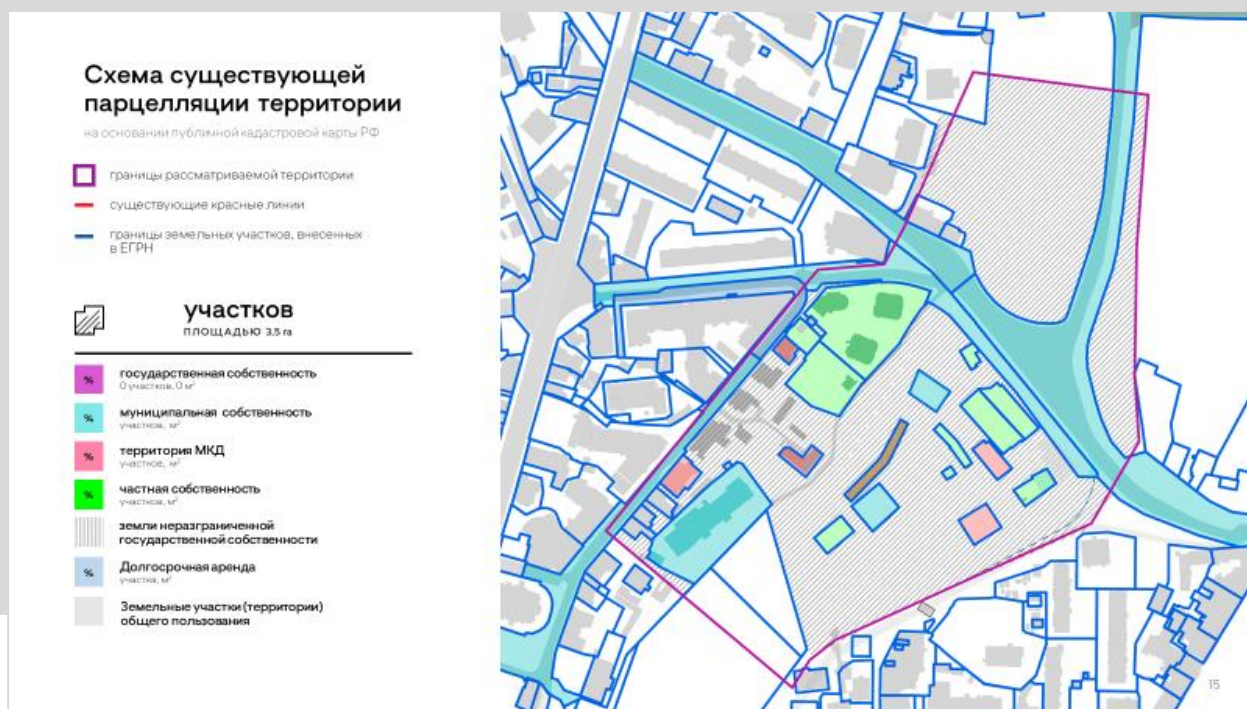 Схема существующей
парцелляции территории
на основании публичной кадастровой карты РФ
границы рассматриваемой территории
существующие красные линии
границы земельных участков, внесенных
в ЕГРН
участков
площадью 3.5 га
% государственная собственность
0 участков, 0 м²
% муниципальная собственность
участков, м²
% территория МКД
участков, м²
% частная собственность
участков, м²
земли неразграниченной
государственной собственности
% Долгосрочная аренда
участка, м²
Земельные участки (территории)
общего пользования
15